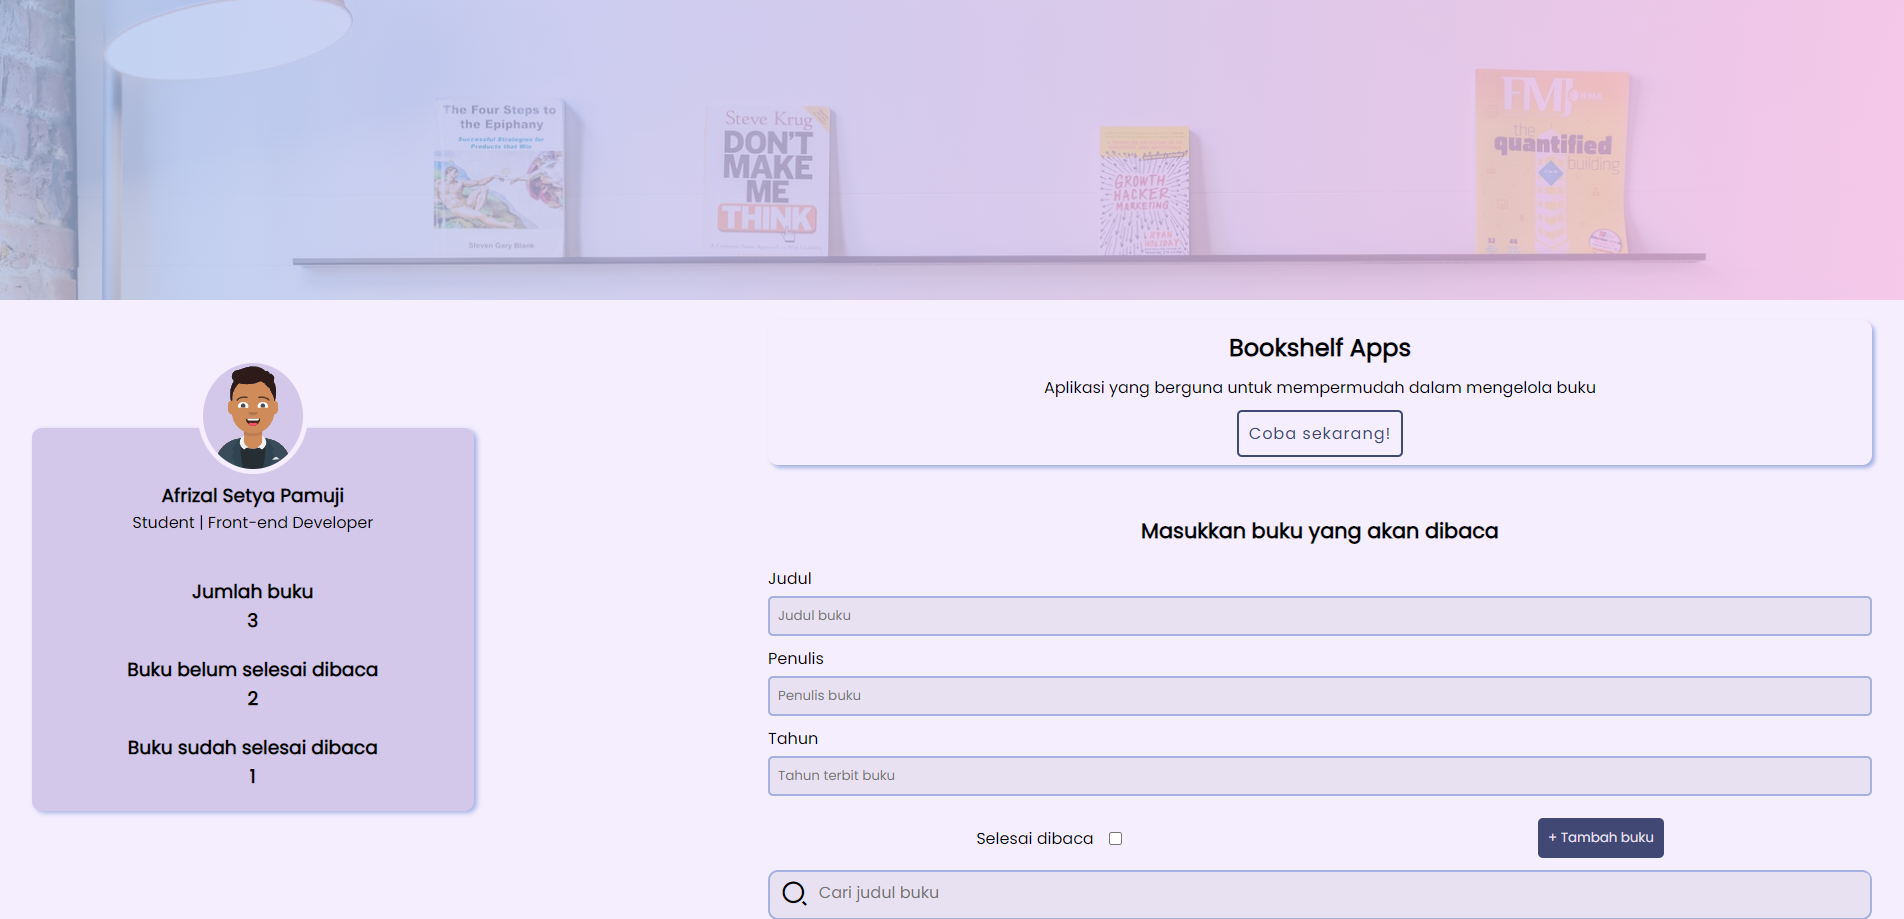 The Four Steps to
the Epiphany
Successful Strategies for
Products that Win
Steven Gary Blank
Steve Krug
DON'T
MAKE
ME
THINK
GROWTH
HACKER
MARKETING
RYAN
HOLIDAY
FMJ
the
quantified
building
Bookshelf Apps
Aplikasi yang berguna untuk mempermudah dalam mengelola buku
Coba sekarang!
Afrizal Setya Pamuji
Student | Front-end Developer
Jumlah buku
3
Buku belum selesai dibaca
2
Buku sudah selesai dibaca
1
Masukkan buku yang akan dibaca
Judul
Judul buku
Penulis
Penulis buku
Tahun
Tahun terbit buku
Selesai dibaca
+ Tambah buku
Cari judul buku